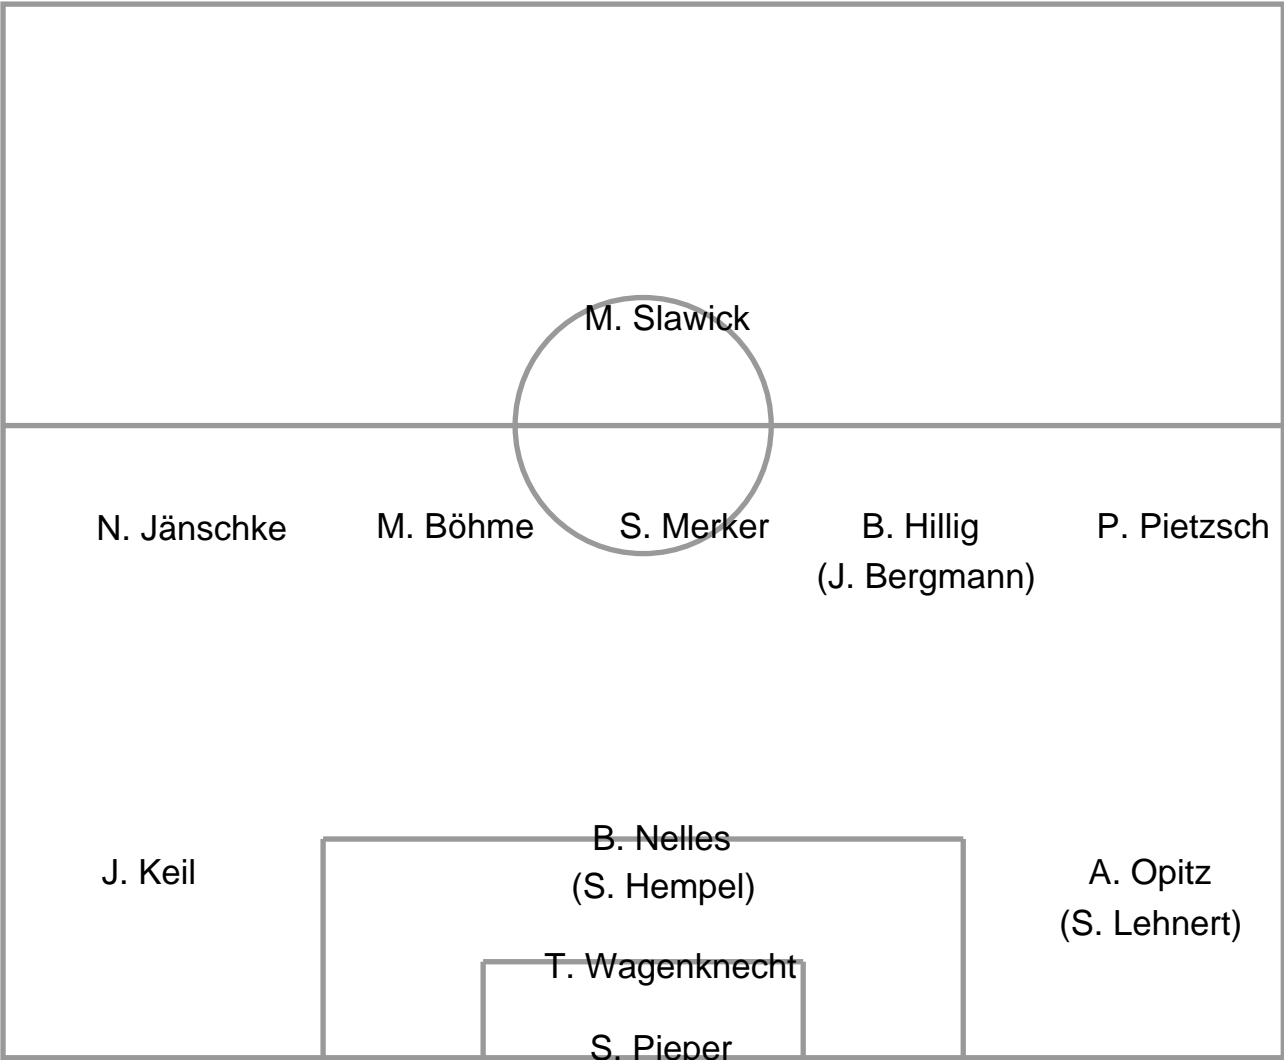 M. Slawick
N. Jänschke M. Böhme S. Merker B. Hillig P. Pietzsch
(J. Bergmann)
B. Nelles
J. Keil A. Opitz
(S. Hempel)
(S. Lehnert)
T. Wagenknecht
S. Pieper